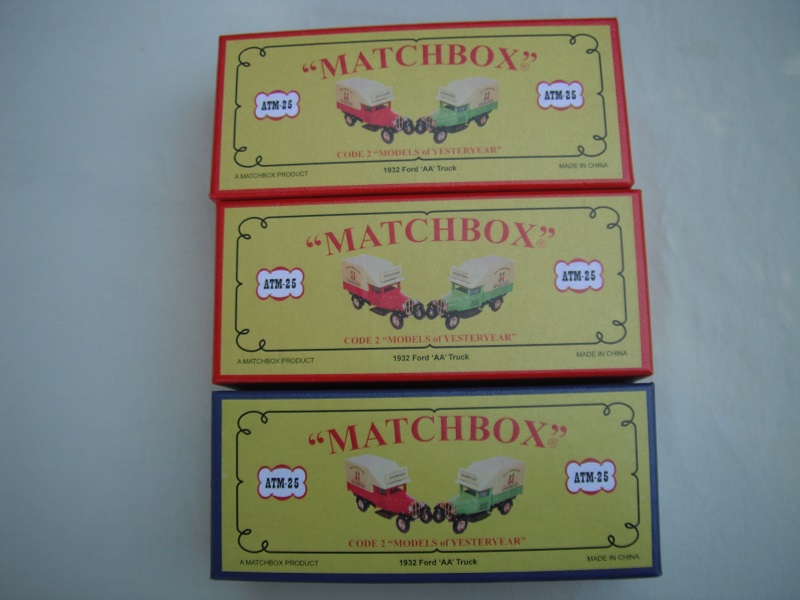 “MATCHBOX”®
ATM-25
ATM-25
CODE 2 “MODELS of YESTERYEAR”
A MATCHBOX PRODUCT
1932 Ford ‘AA’ Truck
MADE IN CHINA
“MATCHBOX”®
ATM-25
ATM-25
CODE 2 “MODELS of YESTERYEAR”
A MATCHBOX PRODUCT
1932 Ford ‘AA’ Truck
MADE IN CHINA
“MATCHBOX”®
ATM-25
ATM-25
CODE 2 “MODELS of YESTERYEAR”
A MATCHBOX PRODUCT
1932 Ford ‘AA’ Truck
MADE IN CHINA